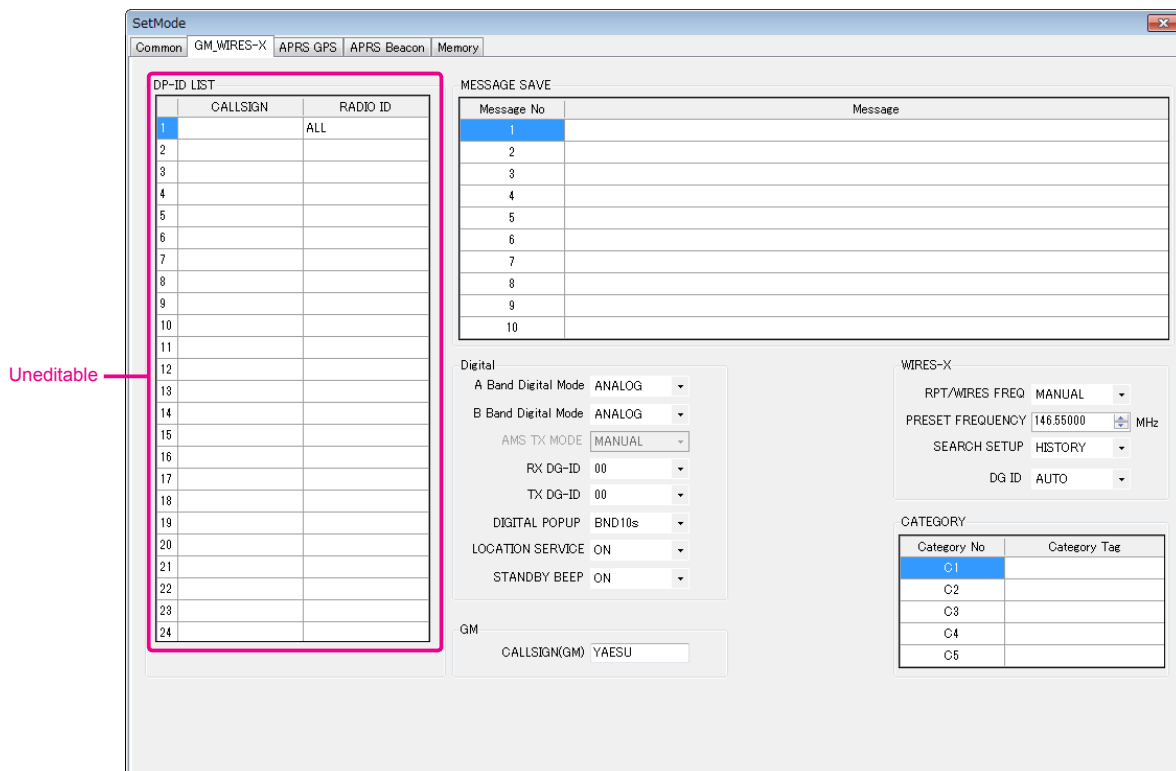 SetMode
Common GM_WIRES-X APRS GPS APRS Beacon Memory
DP-ID LIST
CALLSIGN RADIO ID
1 ALL
2
3
4
5
6
7
8
9
10
11
12
13
14
15
16
17
18
19
20
21
22
23
24
Uneditable
MESSAGE SAVE
Message No Message
1
2
3
4
5
6
7
8
9
10
Digital
A Band Digital Mode ANALOG
B Band Digital Mode ANALOG
AMS TX MODE MANUAL
RX DG-ID 00
TX DG-ID 00
DIGITAL POPUP BND10s
LOCATION SERVICE ON
STANDBY BEEP ON
GM
CALLSIGN(GM) YAESU
WIRES-X
RPT/WIRES FREQ MANUAL
PRESET FREQUENCY 146.55000 MHz
SEARCH SETUP HISTORY
DG ID AUTO
CATEGORY
Category No Category Tag
C1
C2
C3
C4
C5